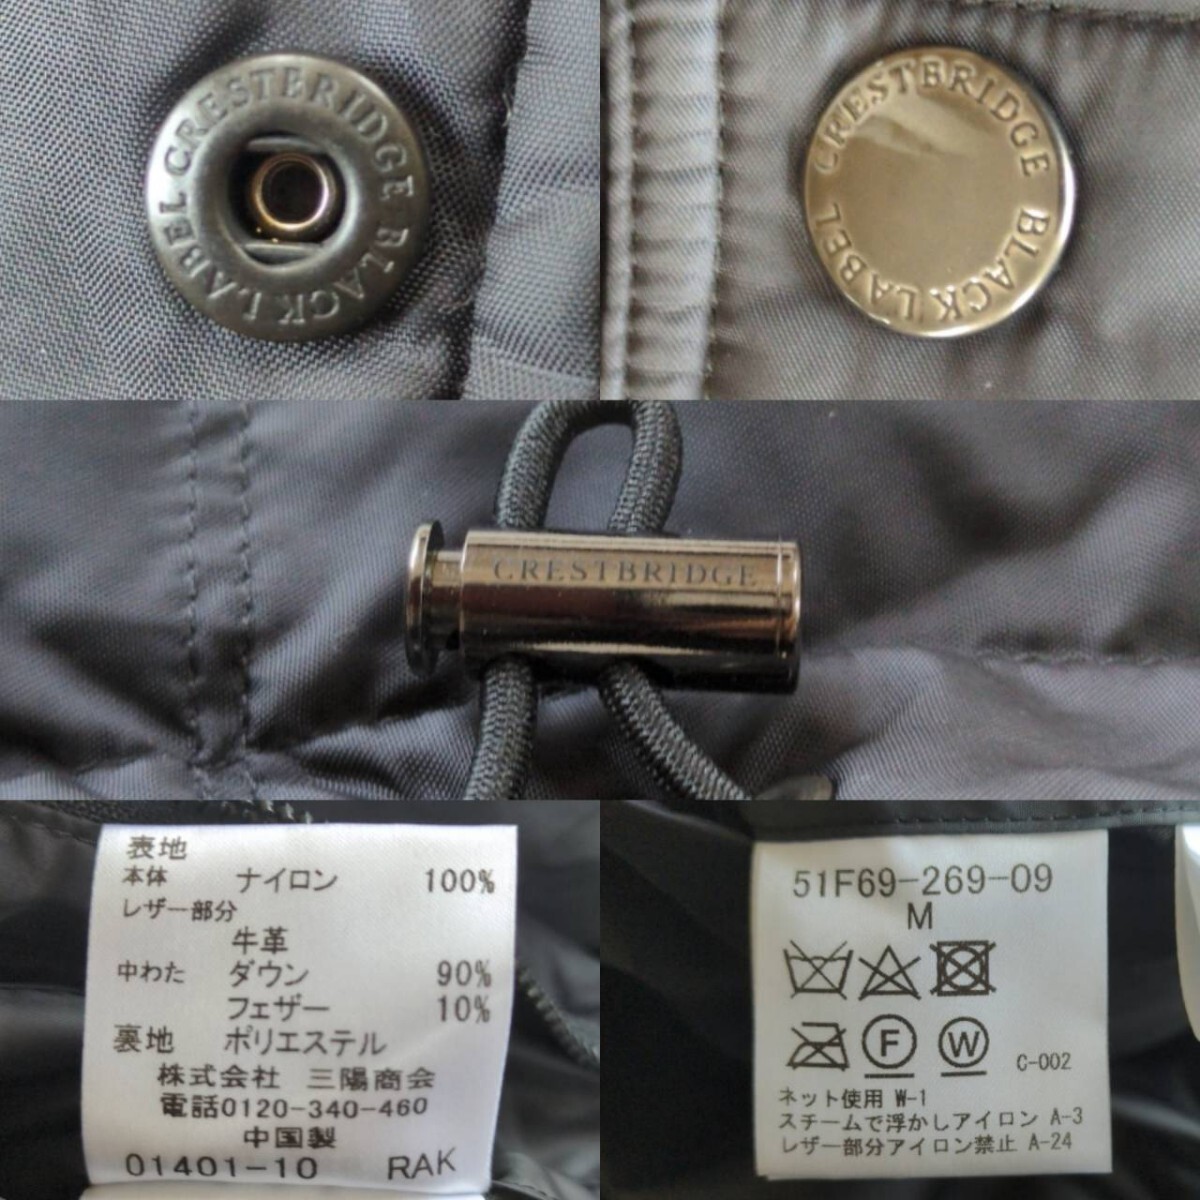 CRESTBRIDGE BLACK LABEL
CRESTBRIDGE BLACK LABEL
CRESTBRIDGE
表地
本体 ナイロン 100%
レザー部分
牛革
中わた ダウン 90%
フェザー 10%
裏地 ポリエステル
株式会社 三陽商会
電話0120-340-460
中国製
01401-10 RAK
51F69-269-09
M
F W C-002
ネット使用 W-1
スチームで浮かしアイロン A-3
レザー部分アイロン禁止 A-24